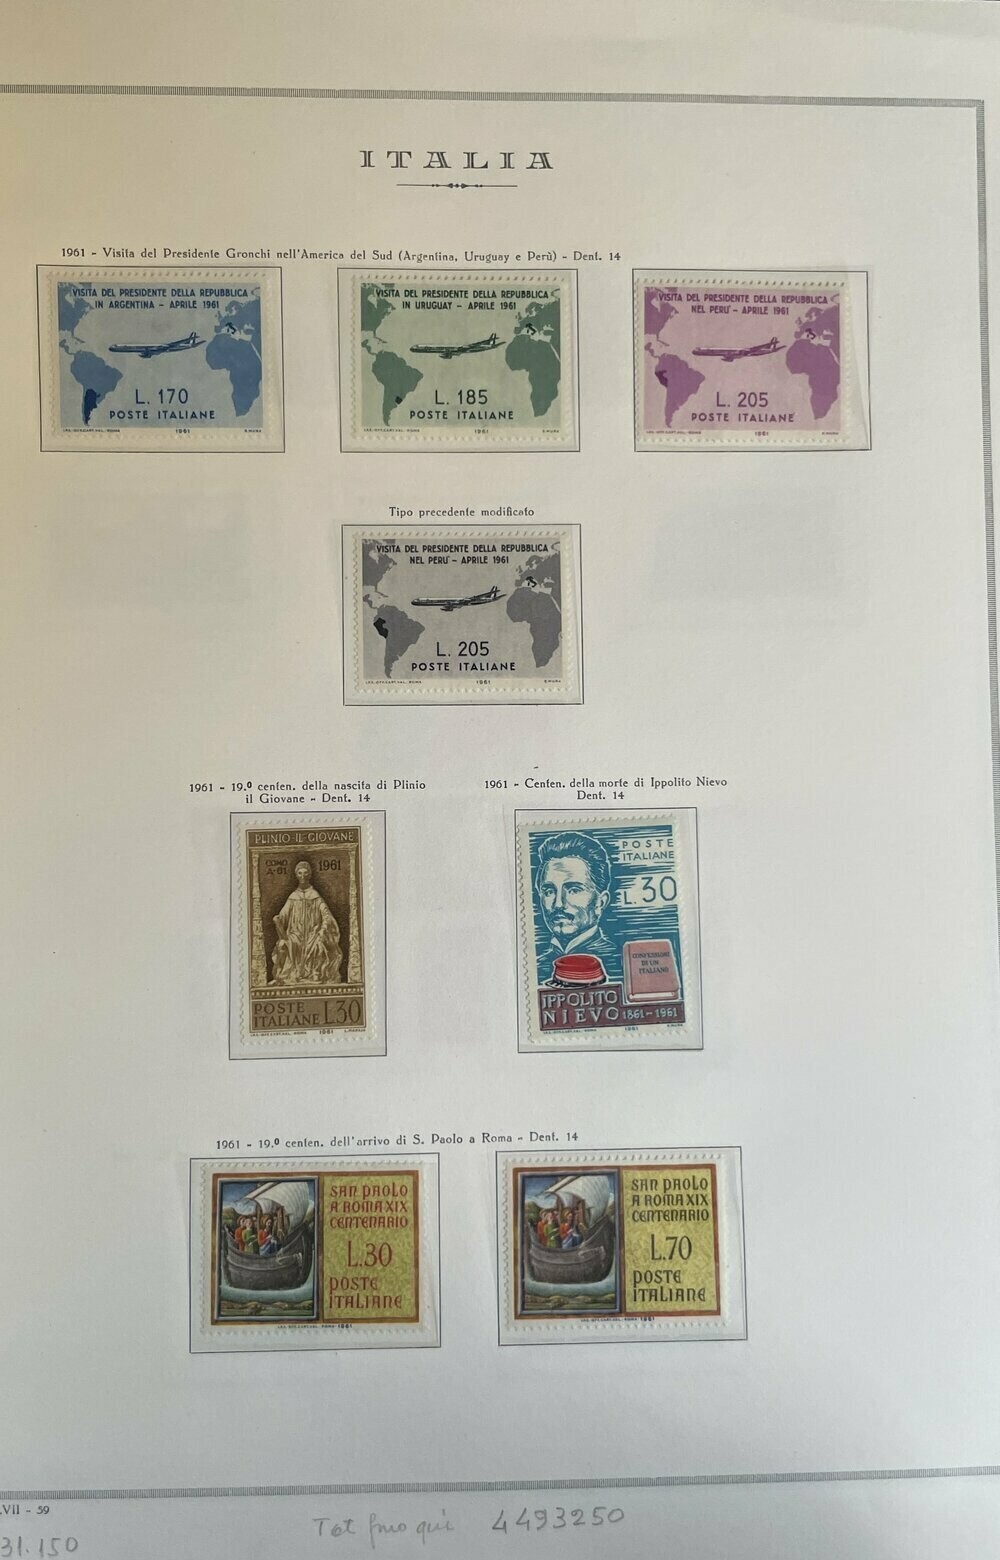 ITALIA
1961 - Visita del Presidente Gronchi nell'America del Sud (Argentina, Uruguay e Perù) - Dent. 14
VISITA DEL PRESIDENTE DELLA REPUBBLICA
IN ARGENTINA - APRILE 1961
L. 170
POSTE ITALIANE
1961
VISITA DEL PRESIDENTE DELLA REPUBBLICA
IN URUGUAY - APRILE 1961
L. 185
POSTE ITALIANE
1961
VISITA DEL PRESIDENTE DELLA REPUBBLICA
NEL PERU' - APRILE 1961
L. 205
POSTE ITALIANE
1961
Tipo precedente modificato
VISITA DEL PRESIDENTE DELLA REPUBBLICA
NEL PERU' - APRILE 1961
L. 205
POSTE ITALIANE
1961
1961 - 19.º centen. della nascita di Plinio
il Giovane - Dent. 14
PLINIO·IL·GIOVANE
COMO 1961
A·61
POSTE
ITALIANE L30
1961
1961 - Centen. della morte di Ippolito Nievo
Dent. 14
POSTE
ITALIANE
L.30
CONFESSIONI
DI UN
ITALIANO
IPPOLITO
NIEVO 1861-1961
1961
1961 - 19.º centen. dell'arrivo di S. Paolo a Roma - Dent. 14
SAN PAOLO
A ROMA XIX
CENTENARIO
L.30
POSTE
ITALIANE
1961
SAN PAOLO
A ROMA XIX
CENTENARIO
L.70
POSTE
ITALIANE
1961
VII - 59
31.150
Tot fino qui 4493250